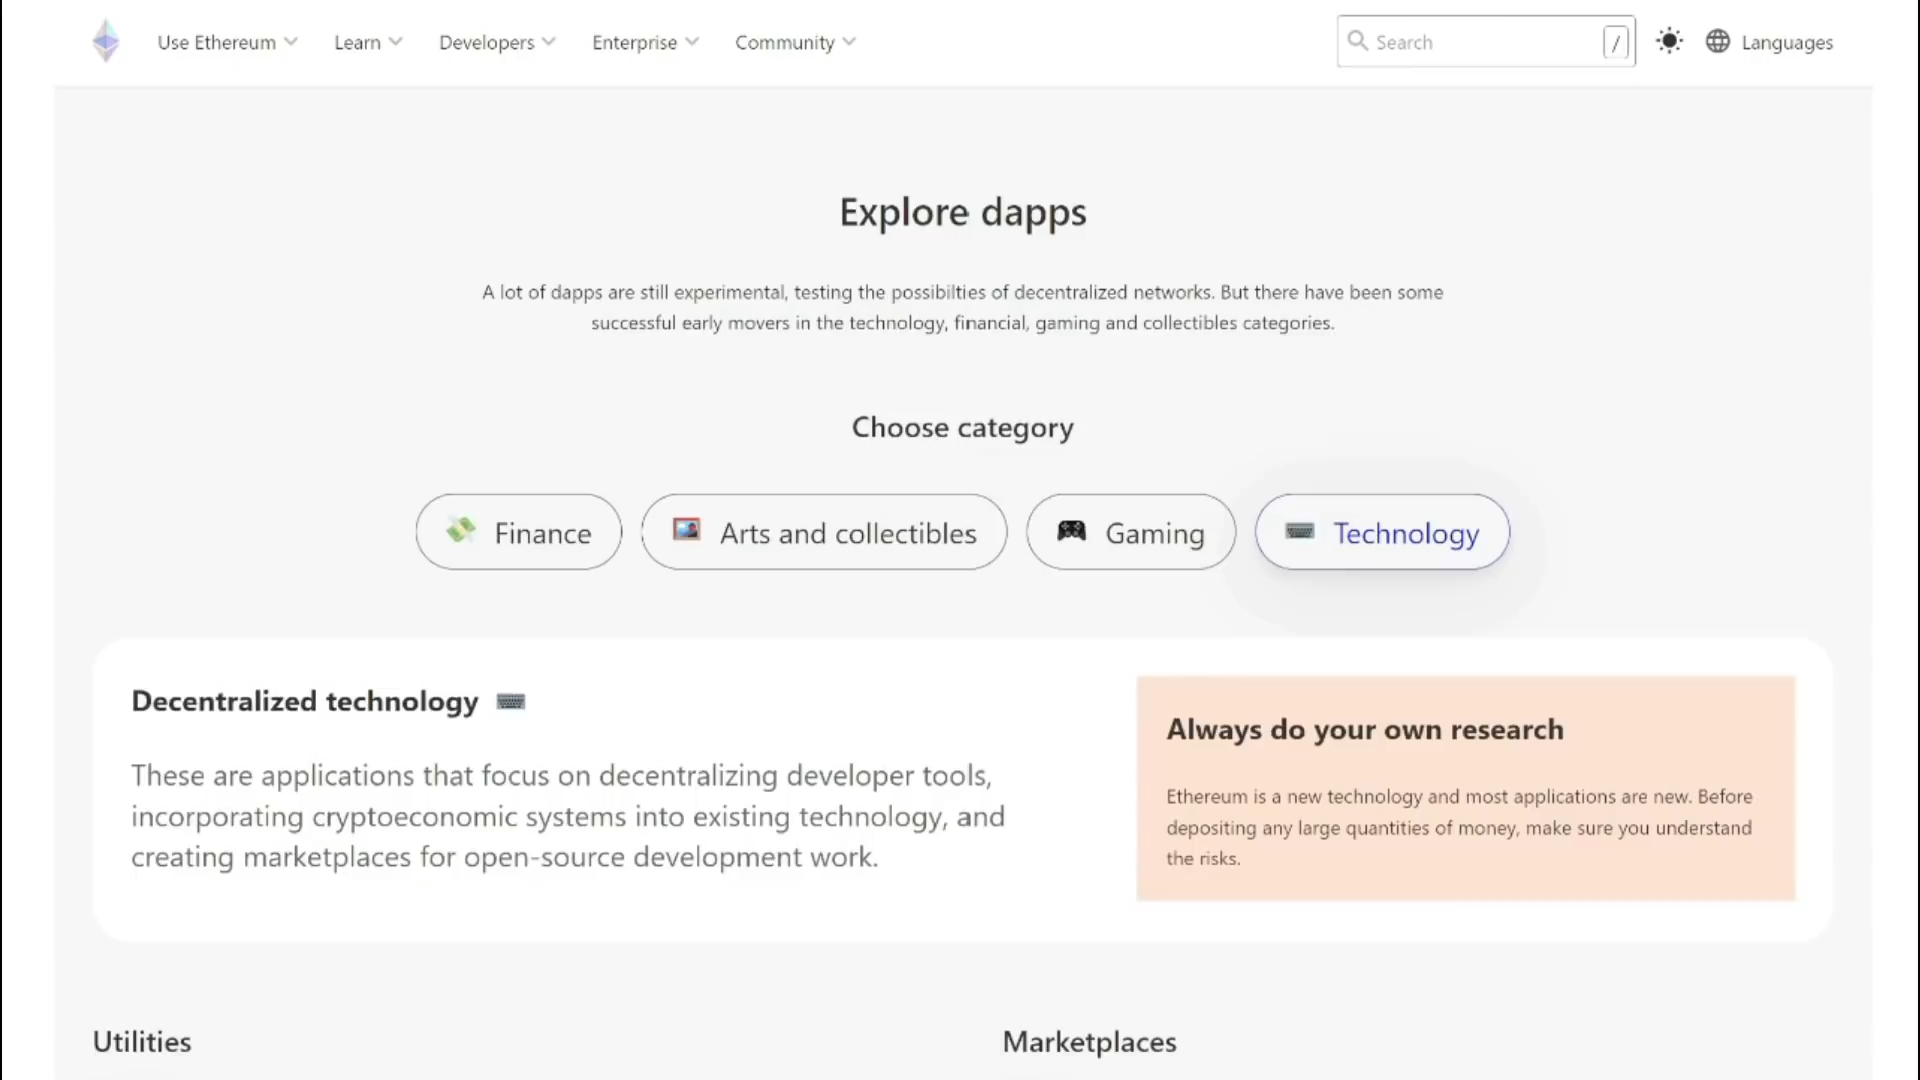 Use Ethereum Learn Developers Enterprise Community Search / Languages
Explore dapps
A lot of dapps are still experimental, testing the possibilties of decentralized networks. But there have been some
successful early movers in the technology, financial, gaming and collectibles categories.
Choose category
Finance Arts and collectibles Gaming Technology
Decentralized technology
These are applications that focus on decentralizing developer tools,
incorporating cryptoeconomic systems into existing technology, and
creating marketplaces for open-source development work.
Always do your own research
Ethereum is a new technology and most applications are new. Before
depositing any large quantities of money, make sure you understand
the risks.
Utilities
Marketplaces